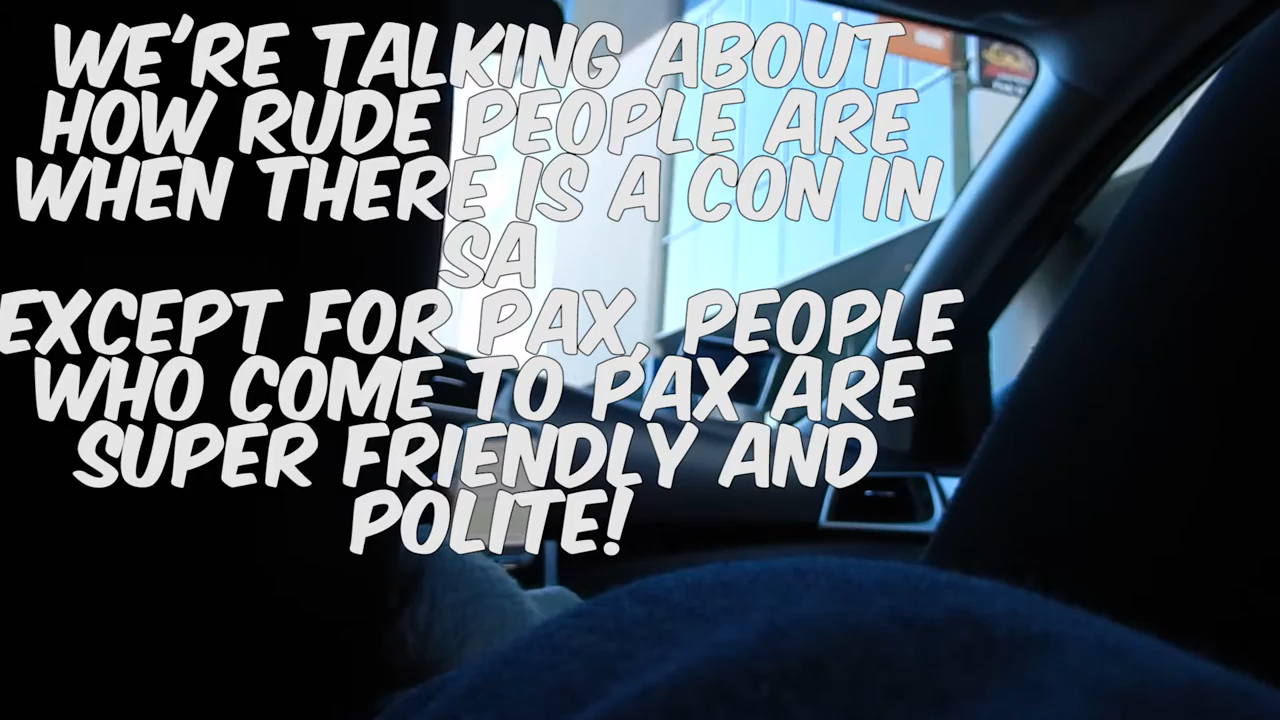 WE'RE TALKING ABOUT
HOW RUDE PEOPLE ARE
WHEN THERE IS A CON IN
SA
EXCEPT FOR PAX, PEOPLE
WHO COME TO PAX ARE
SUPER FRIENDLY AND
POLITE!